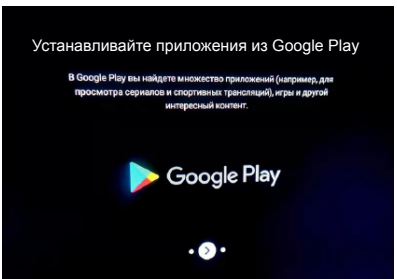 Устанавливайте приложения из Google Play
В Google Play вы найдете множество приложений (например, для
просмотра сериалов и спортивных трансляций), игры и другой
интересный контент.
Google Play